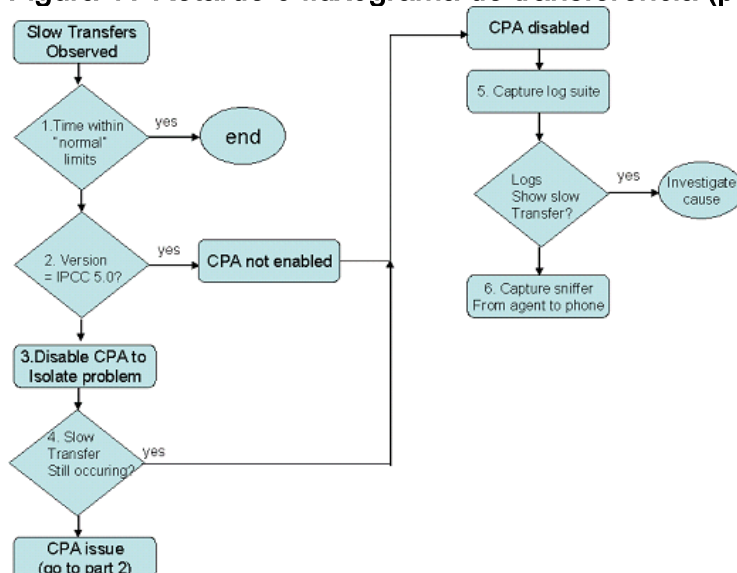 Slow Transfers
Observed
1.Time within
"normal"
limits
yes
end
2. Version
= IPCC 5.0?
yes
CPA not enabled
3.Disable CPA to
Isolate problem
4. Slow
Transfer
Still occuring?
yes
CPA issue
(go to part 2)
CPA disabled
5. Capture log suite
Logs
Show slow
Transfer?
yes
Investigate
cause
6. Capture sniffer
From agent to phone